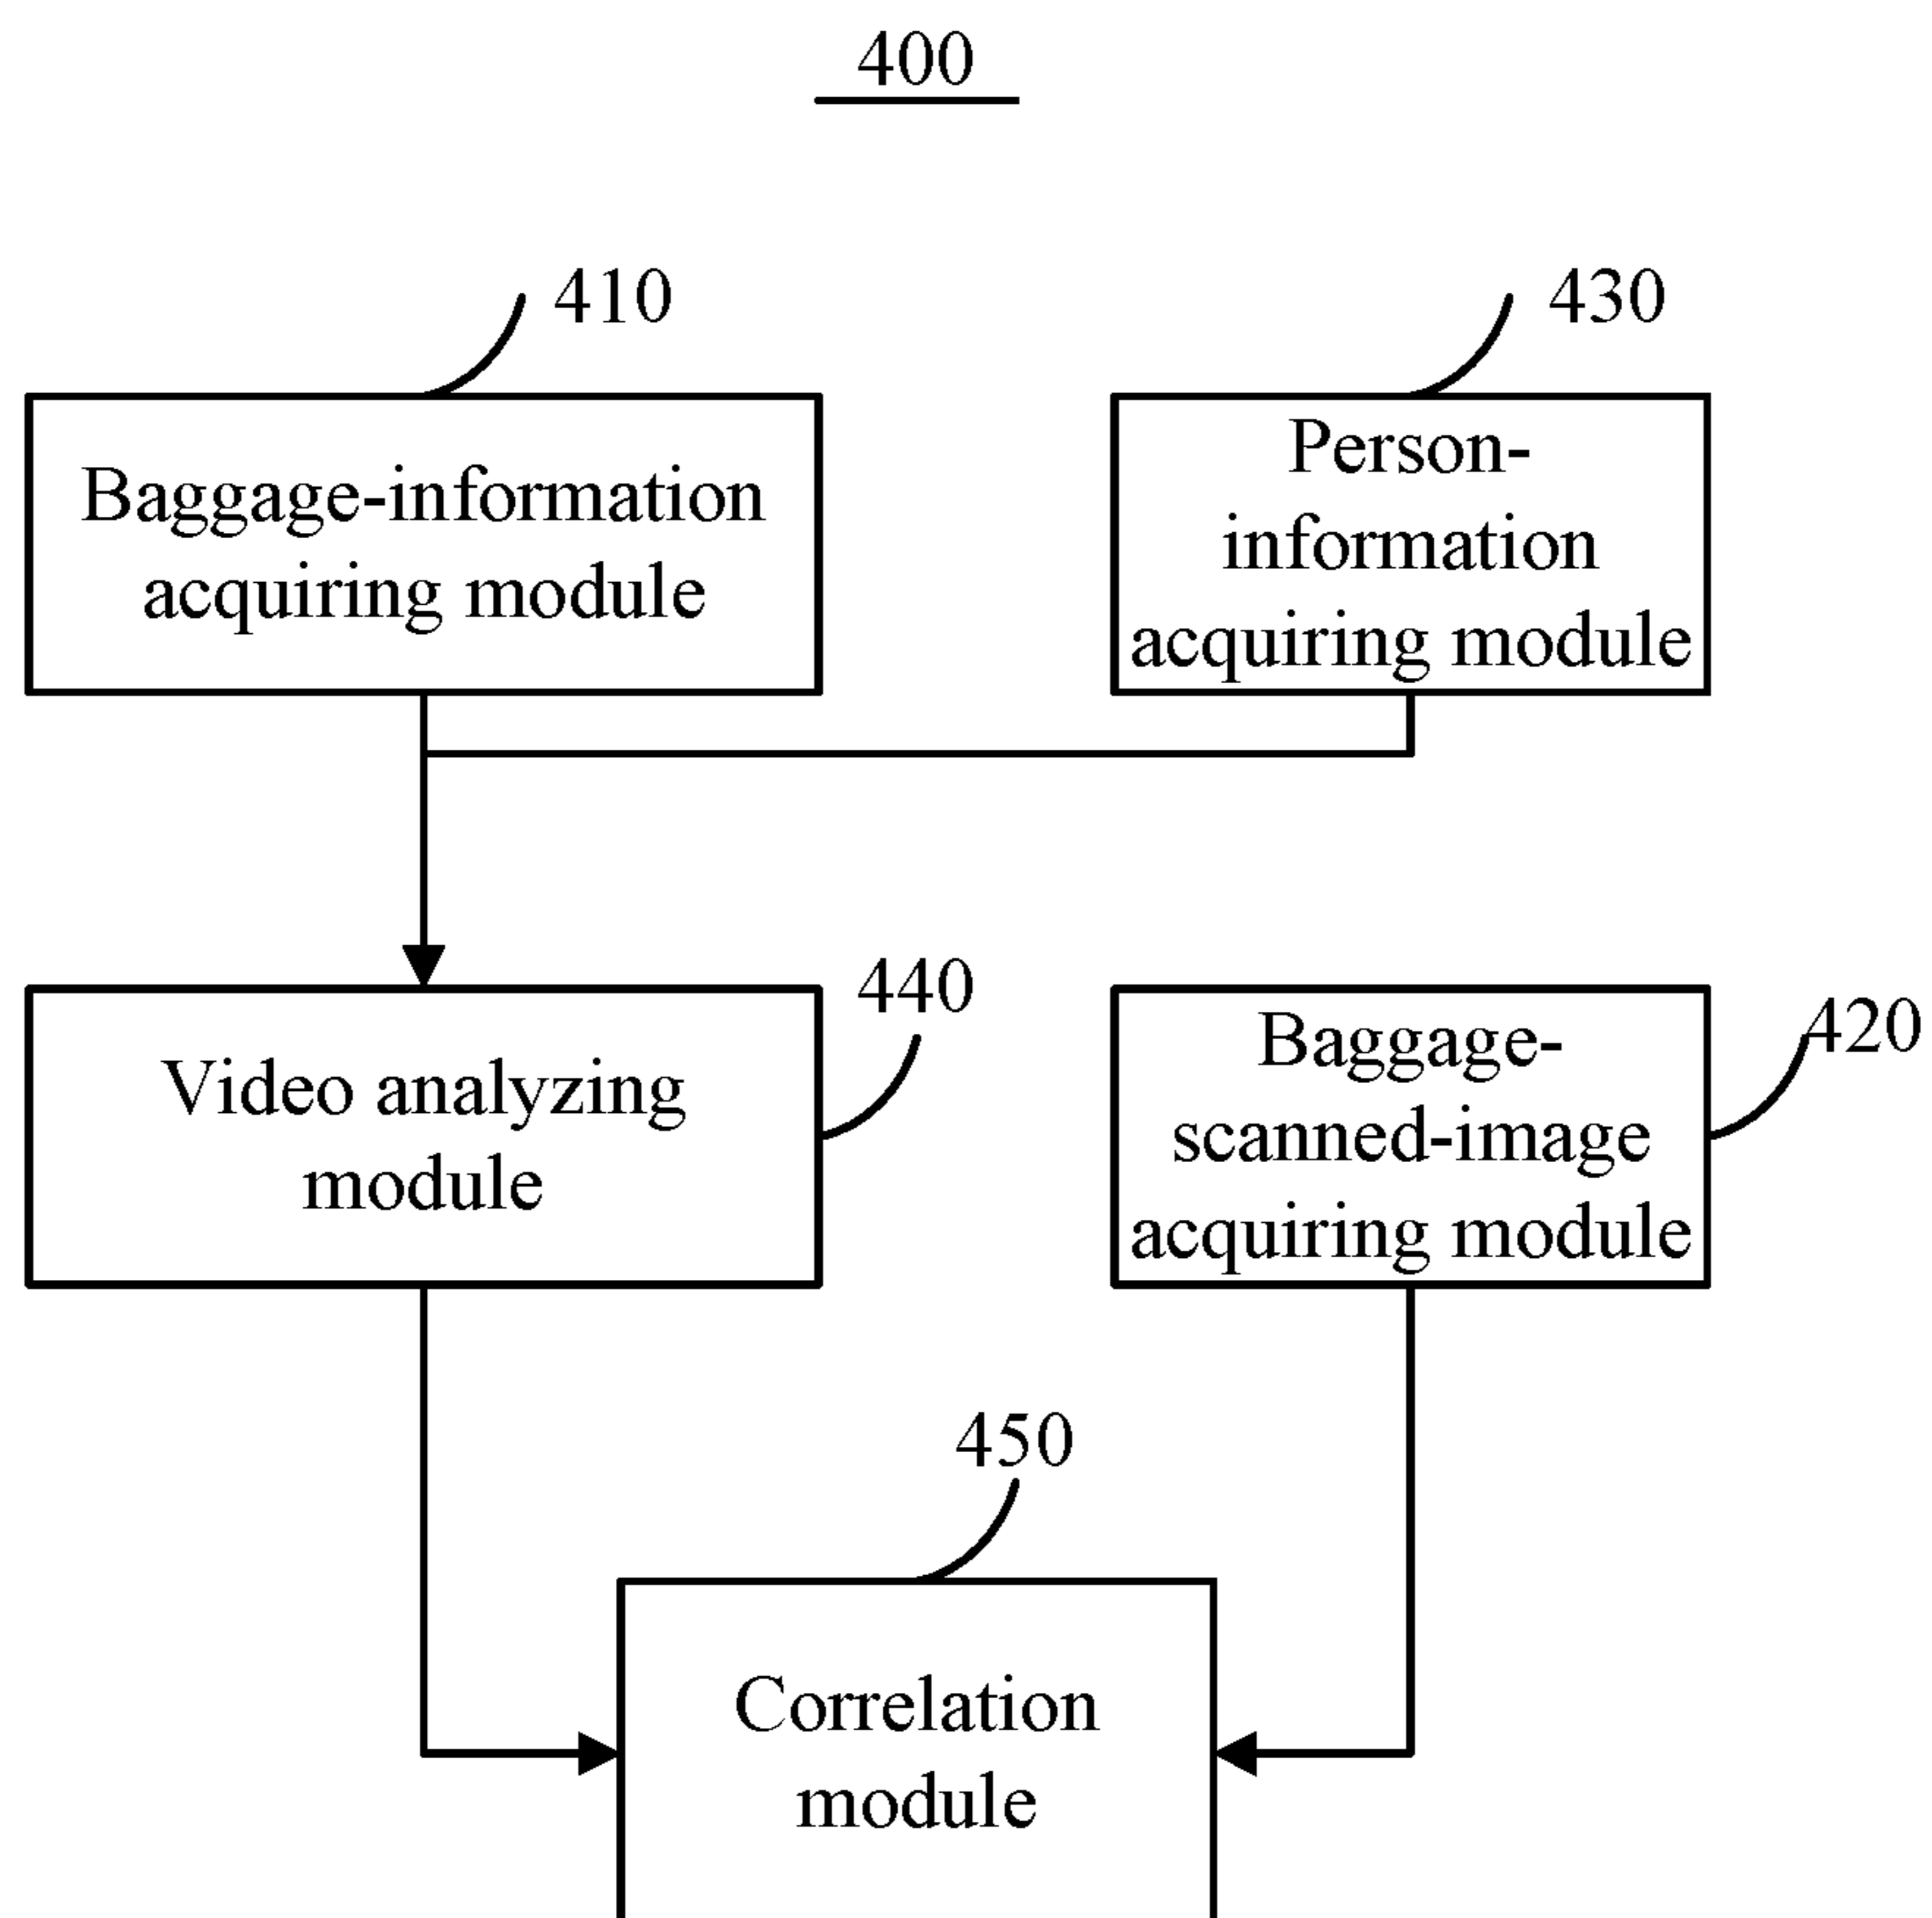 400
410
430
Baggage-information
acquiring module
Person-
information
acquiring module
440
420
Video analyzing
module
Baggage-
scanned-image
acquiring module
450
Correlation
module